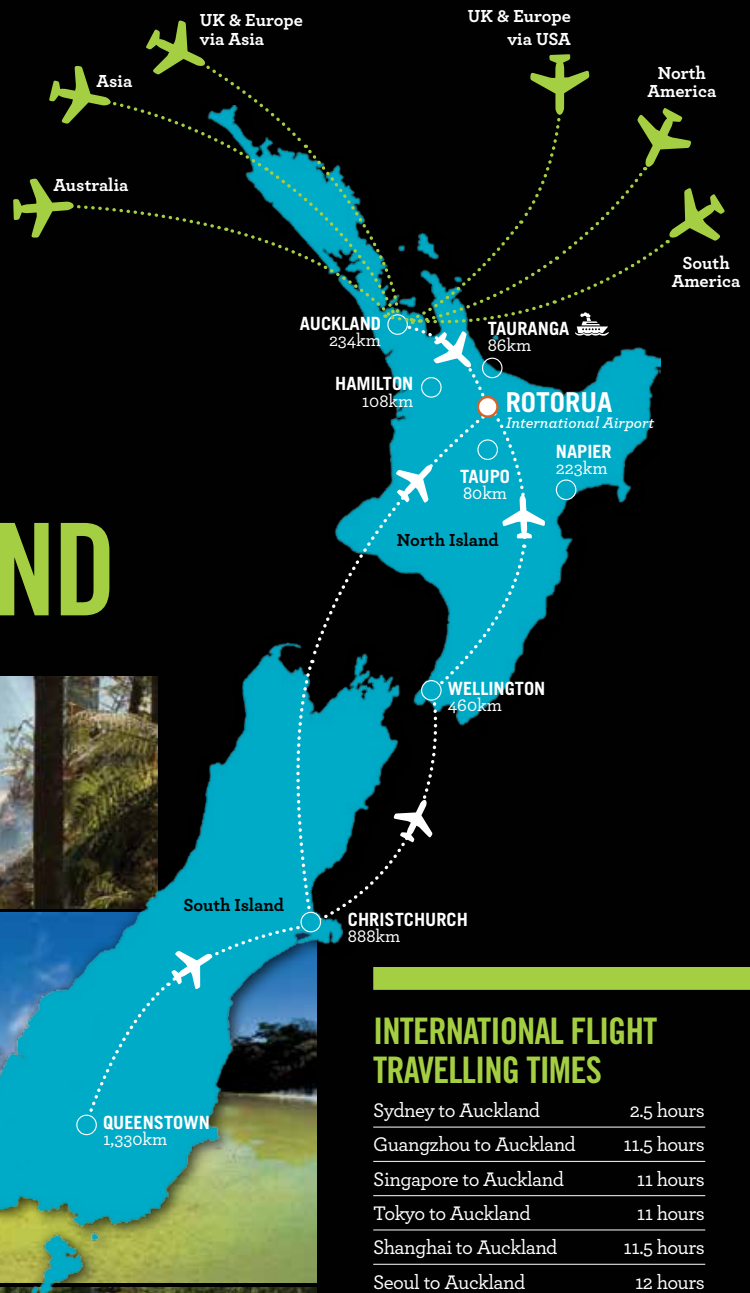 UK & Europe
via Asia
UK & Europe
via USA
Asia
North
America
Australia
South
America
AUCKLAND
234km
TAURANGA
86km
HAMILTON
108km
ROTORUA
International Airport
NAPIER
223km
TAUPO
80km
ND
North Island
WELLINGTON
460km
South Island
CHRISTCHURCH
888km
QUEENSTOWN
1,330km
INTERNATIONAL FLIGHT
TRAVELLING TIMES
Sydney to Auckland 2.5 hours
Guangzhou to Auckland 11.5 hours
Singapore to Auckland 11 hours
Tokyo to Auckland 11 hours
Shanghai to Auckland 11.5 hours
Seoul to Auckland 12 hours